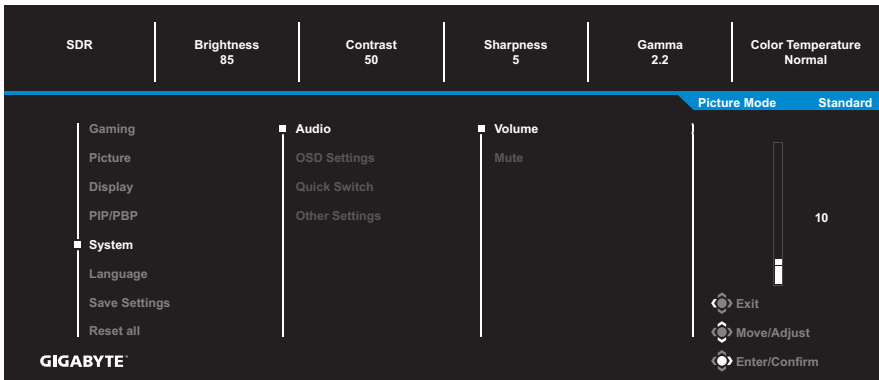 SDR
Brightness
85
Contrast
50
Sharpness
5
Gamma
2.2
Color Temperature
Normal
Picture Mode Standard
Gaming
Picture
Display
PIP/PBP
System
Language
Save Settings
Reset all
Audio
OSD Settings
Quick Switch
Other Settings
Volume
Mute
10
Exit
Move/Adjust
Enter/Confirm
GIGABYTE™